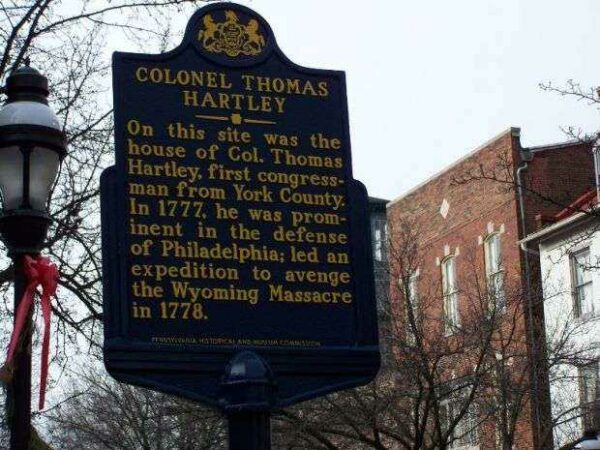 COLONEL THOMAS
HARTLEY
On this site was the
house of Col. Thomas
Hartley, first congress-
man from York County.
In 1777, he was prom-
inent in the defense
of Philadelphia; led an
expedition to avenge
the Wyoming Massacre
in 1778.
PENNSYLVANIA HISTORICAL AND MUSEUM COMMISSION